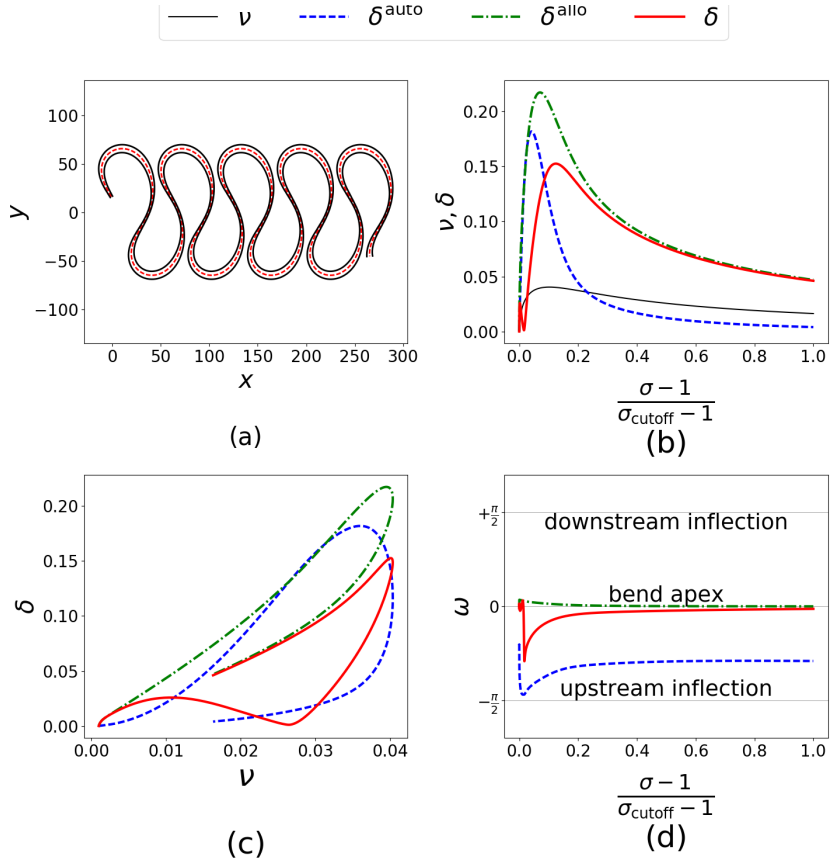 ν δ^auto δ^allo δ
100
50
0
−50
−100
y
0 50 100 150 200 250 300
x
(a)
0.20
0.15
0.10
0.05
0.00
ν, δ
0.0 0.2 0.4 0.6 0.8 1.0
σ − 1
σ_cutoff − 1
(b)
0.20
0.15
0.10
0.05
0.00
δ
0.00 0.01 0.02 0.03 0.04
ν
(c)
+π/2
downstream inflection
bend apex
0
ω
upstream inflection
−π/2
0.0 0.2 0.4 0.6 0.8 1.0
σ − 1
σ_cutoff − 1
(d)